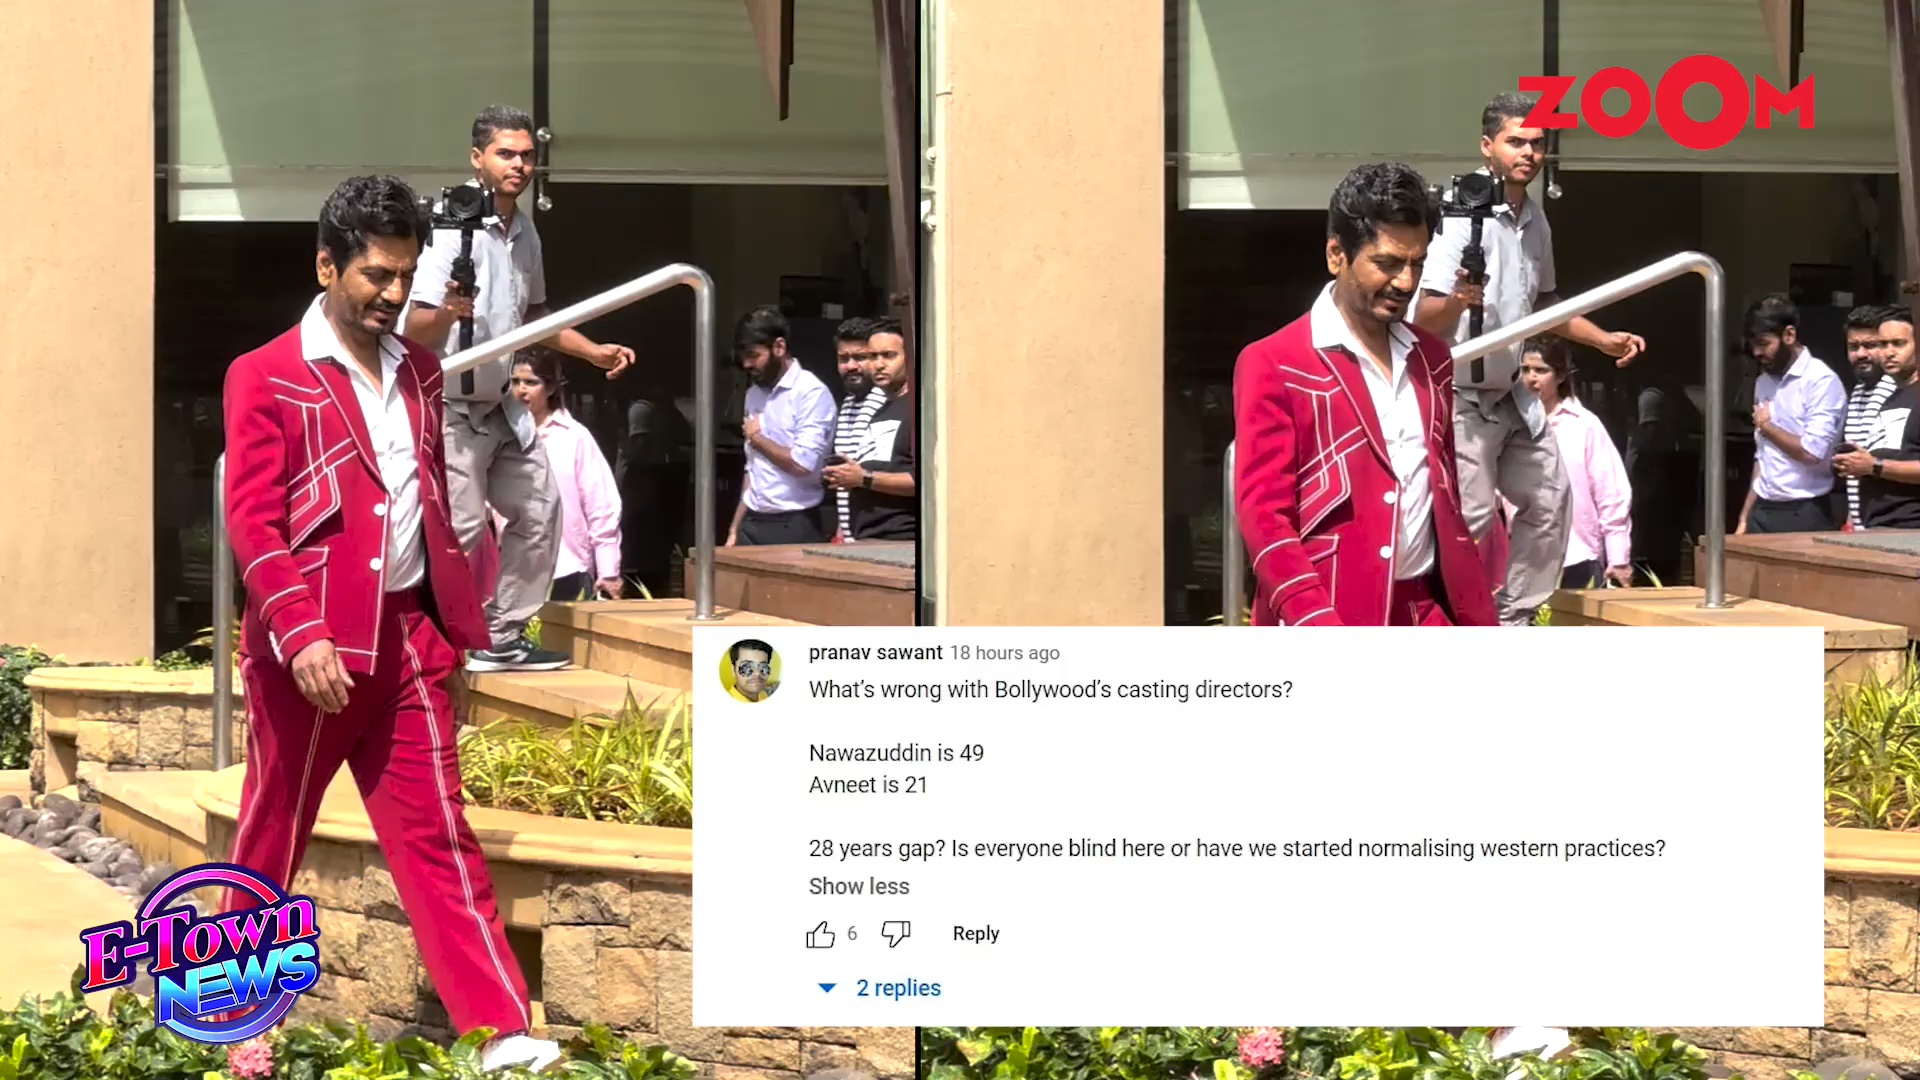 ZOOM
pranav sawant 18 hours ago
What's wrong with Bollywood's casting directors?
Nawazuddin is 49
Avneet is 21
28 years gap? Is everyone blind here or have we started normalising western practices?
Show less
6 Reply
2 replies
E-Town
NEWS